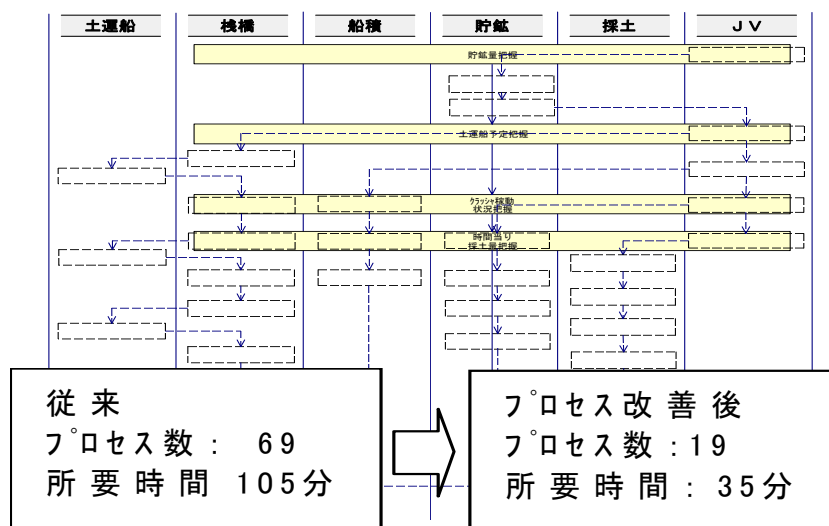 土運船 桟橋 船積 貯鉱 採土 ＪＶ
貯鉱量把握
土運船予定把握
ｸﾗｯｼｬ稼動
状況把握
時間当り
採土量把握
従来
ﾌﾟﾛｾｽ数： 69
所要時間 105分
ﾌﾟﾛｾｽ改善後
ﾌﾟﾛｾｽ数：19
所要時間：35分